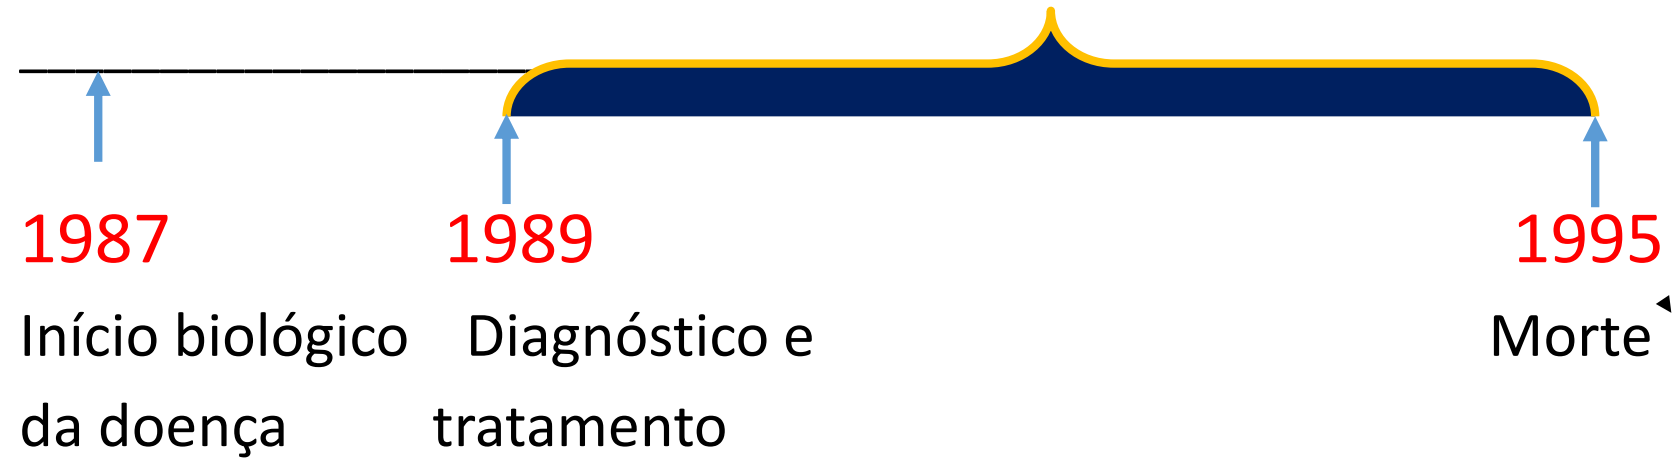 1987 1989 1995
Início biológico Diagnóstico e Morte
da doença tratamento